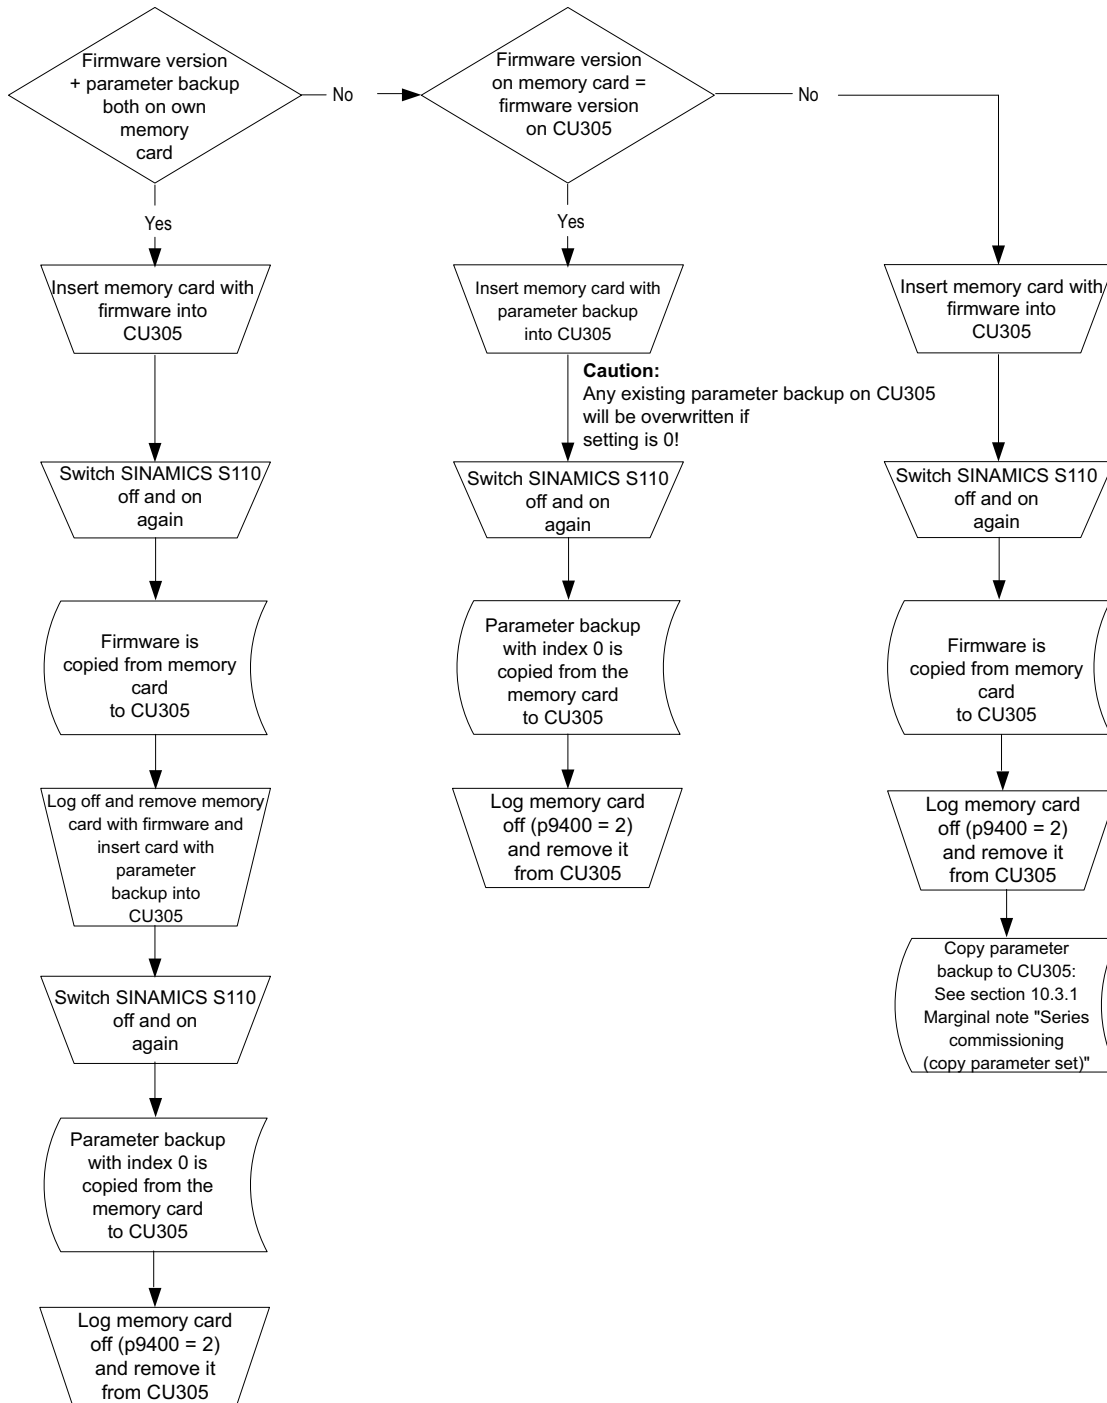 Firmware version
+ parameter backup
both on own
memory
card
No
Yes
Insert memory card with
firmware into
CU305
Switch SINAMICS S110
off and on
again
Firmware is
copied from memory
card
to CU305
Log off and remove memory
card with firmware and
insert card with
parameter
backup into
CU305
Switch SINAMICS S110
off and on
again
Parameter backup
with index 0 is
copied from the
memory card
to CU305
Log memory card
off (p9400 = 2)
and remove it
from CU305
Firmware version
on memory card =
firmware version
on CU305
No
Yes
Insert memory card with
parameter backup
into CU305
Caution:
Any existing parameter backup on CU305
will be overwritten if
setting is 0!
Switch SINAMICS S110
off and on
again
Parameter backup
with index 0 is
copied from the
memory card
to CU305
Log memory card
off (p9400 = 2)
and remove it
from CU305
Insert memory card with
firmware into
CU305
Switch SINAMICS S110
off and on
again
Firmware is
copied from memory
card
to CU305
Log memory card
off (p9400 = 2)
and remove it
from CU305
Copy parameter
backup to CU305:
See section 10.3.1
Marginal note "Series
commissioning
(copy parameter set)"